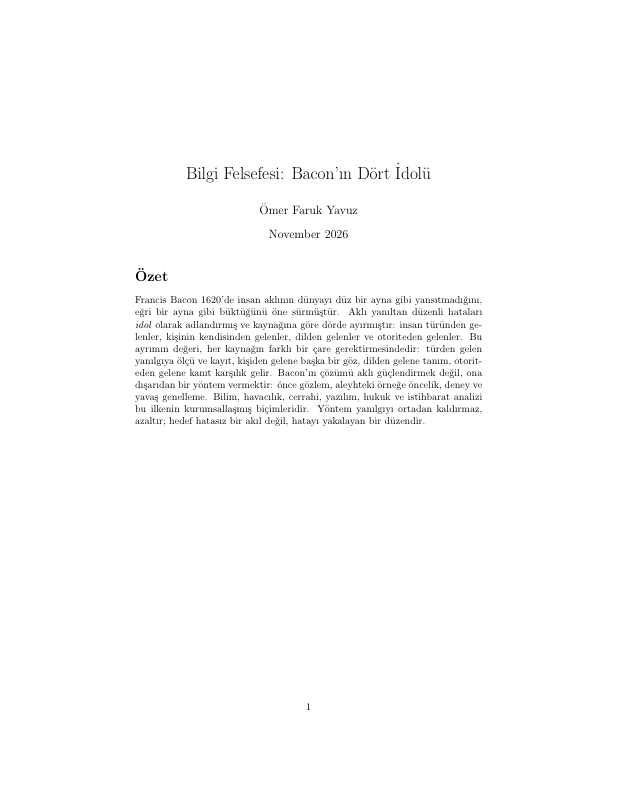 Bilgi Felsefesi: Bacon'ın Dört İdolü
Ömer Faruk Yavuz
November 2026
Özet
Francis Bacon 1620'de insan aklının dünyayı düz bir ayna gibi yansıtmadığını,
eğri bir ayna gibi büktüğünü öne sürmüştür. Aklı yanıltan düzenli hataları
idol olarak adlandırmış ve kaynağına göre dörde ayırmıştır: insan türünden ge-
lenler, kişinin kendisinden gelenler, dilden gelenler ve otoriteden gelenler. Bu
ayrımın değeri, her kaynağın farklı bir çare gerektirmesindedir: türden gelen
yanılgıya ölçü ve kayıt, kişiden gelene başka bir göz, dilden gelene tanım, otorit-
eden gelene kanıt karşılık gelir. Bacon'ın çözümü aklı güçlendirmek değil, ona
dışarıdan bir yöntem vermektir: önce gözlem, aleyhteki örneğe öncelik, deney ve
yavaş genelleme. Bilim, havacılık, cerrahi, yazılım, hukuk ve istihbarat analizi
bu ilkenin kurumsallaşmış biçimleridir. Yöntem yanılgıyı ortadan kaldırmaz,
azaltır; hedef hatasız bir akıl değil, hatayı yakalayan bir düzendir.
1